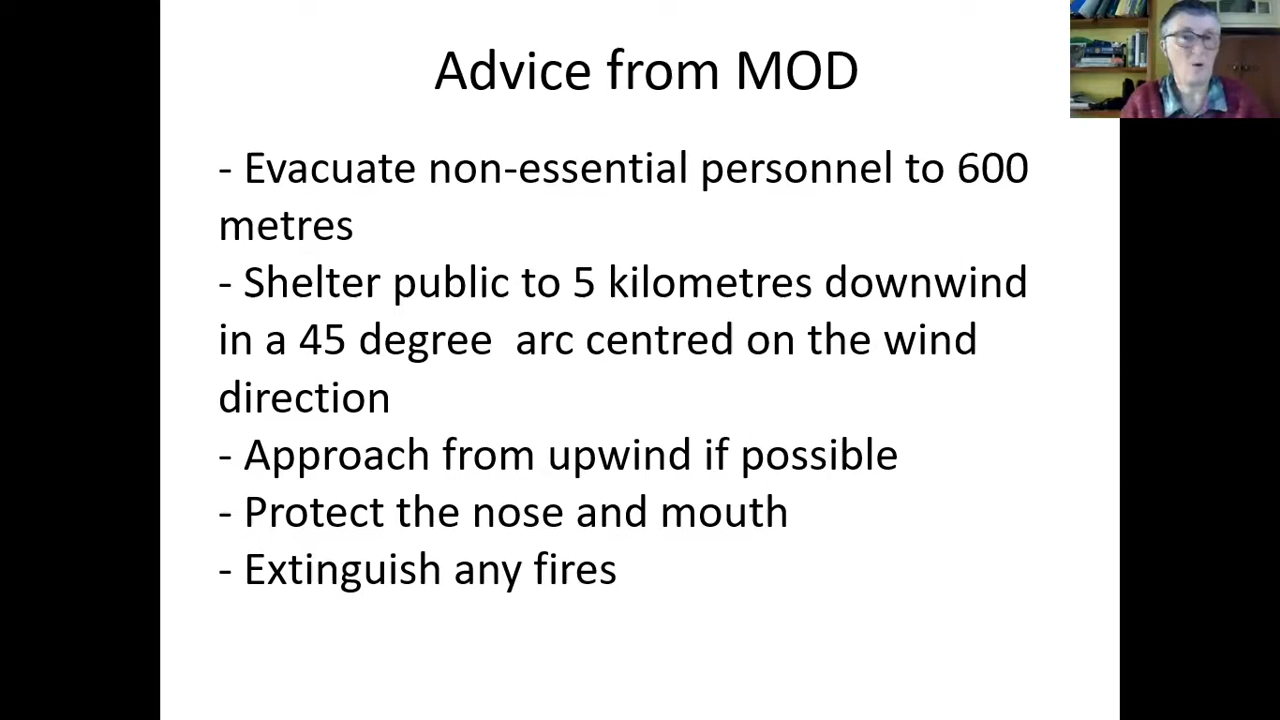 Advice from MOD
- Evacuate non-essential personnel to 600
metres
- Shelter public to 5 kilometres downwind
in a 45 degree  arc centred on the wind
direction
- Approach from upwind if possible
- Protect the nose and mouth
- Extinguish any fires